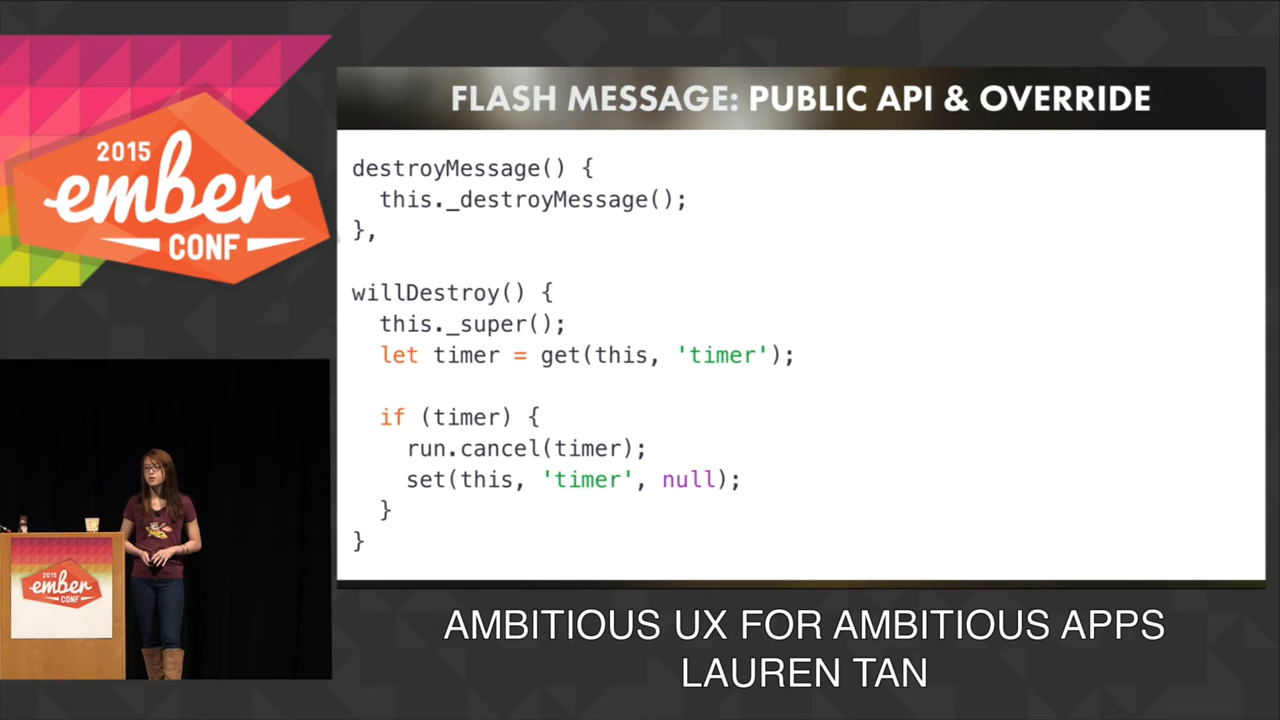 2015
ember
CONF
FLASH MESSAGE: PUBLIC API & OVERRIDE
destroyMessage() {
this._destroyMessage();
},
willDestroy() {
this._super();
let timer = get(this, 'timer');
if (timer) {
run.cancel(timer);
set(this, 'timer', null);
}
}
2015
ember
CONF
AMBITIOUS UX FOR AMBITIOUS APPS
LAUREN TAN